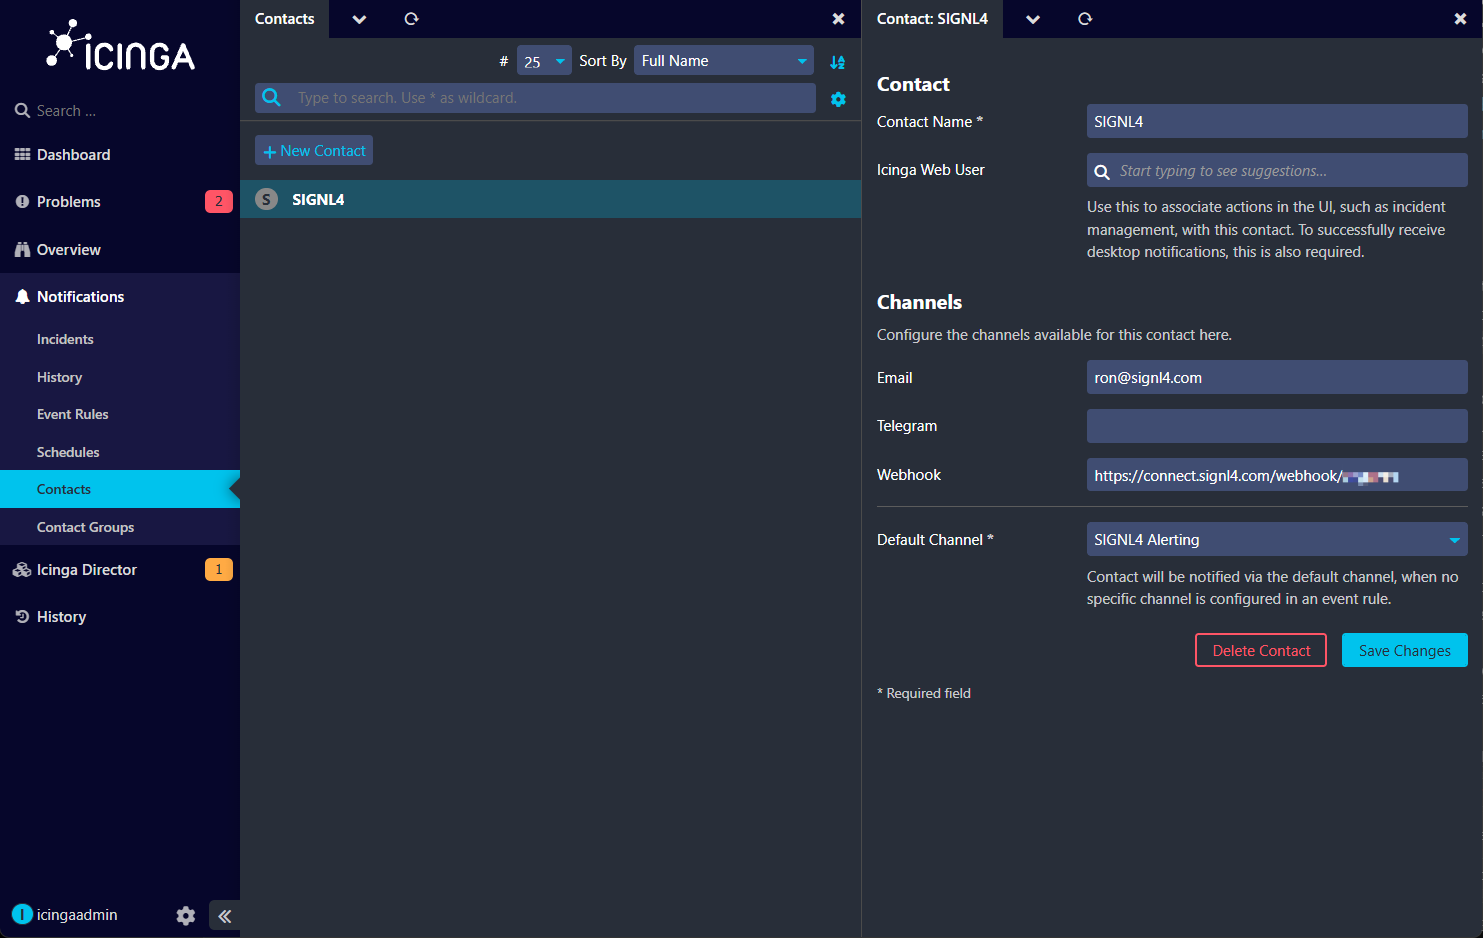 ICINGA
Search ...
Dashboard
Problems 2
Overview
Notifications
Incidents
History
Event Rules
Schedules
Contacts
Contact Groups
Icinga Director 1
History
I icingaadmin
Contacts
# 25 Sort By Full Name
Type to search. Use * as wildcard.
+ New Contact
S SIGNL4
Contact: SIGNL4
Contact
Contact Name * SIGNL4
Icinga Web User Start typing to see suggestions...
Use this to associate actions in the UI, such as incident
management, with this contact. To successfully receive
desktop notifications, this is also required.
Channels
Configure the channels available for this contact here.
Email ron@signl4.com
Telegram
Webhook https://connect.signl4.com/webhook/
Default Channel * SIGNL4 Alerting
Contact will be notified via the default channel, when no
specific channel is configured in an event rule.
Delete Contact Save Changes
* Required field